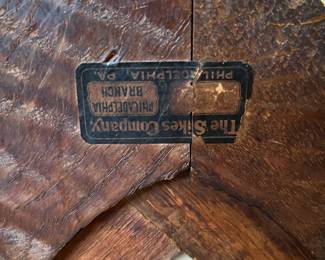 The Sikes Company
PHILADELPHIA
BRANCH
PHILADELPHIA, PA.